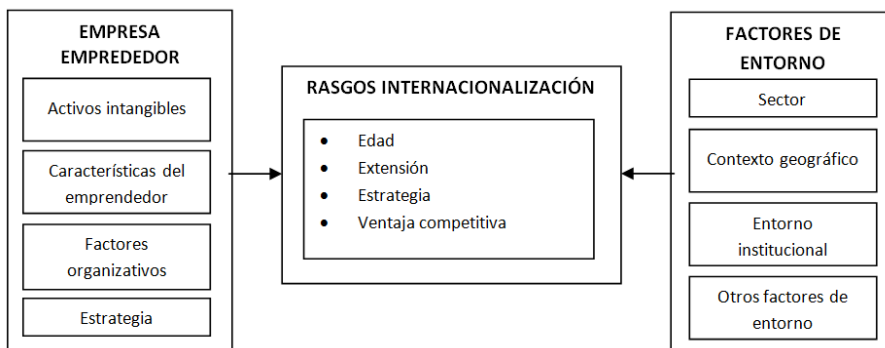 EMPRESA
EMPREDEDOR
Activos intangibles
Características del
emprendedor
Factores
organizativos
Estrategia
RASGOS INTERNACIONALIZACIÓN
• Edad
• Extensión
• Estrategia
• Ventaja competitiva
FACTORES DE
ENTORNO
Sector
Contexto geográfico
Entorno
institucional
Otros factores de
entorno